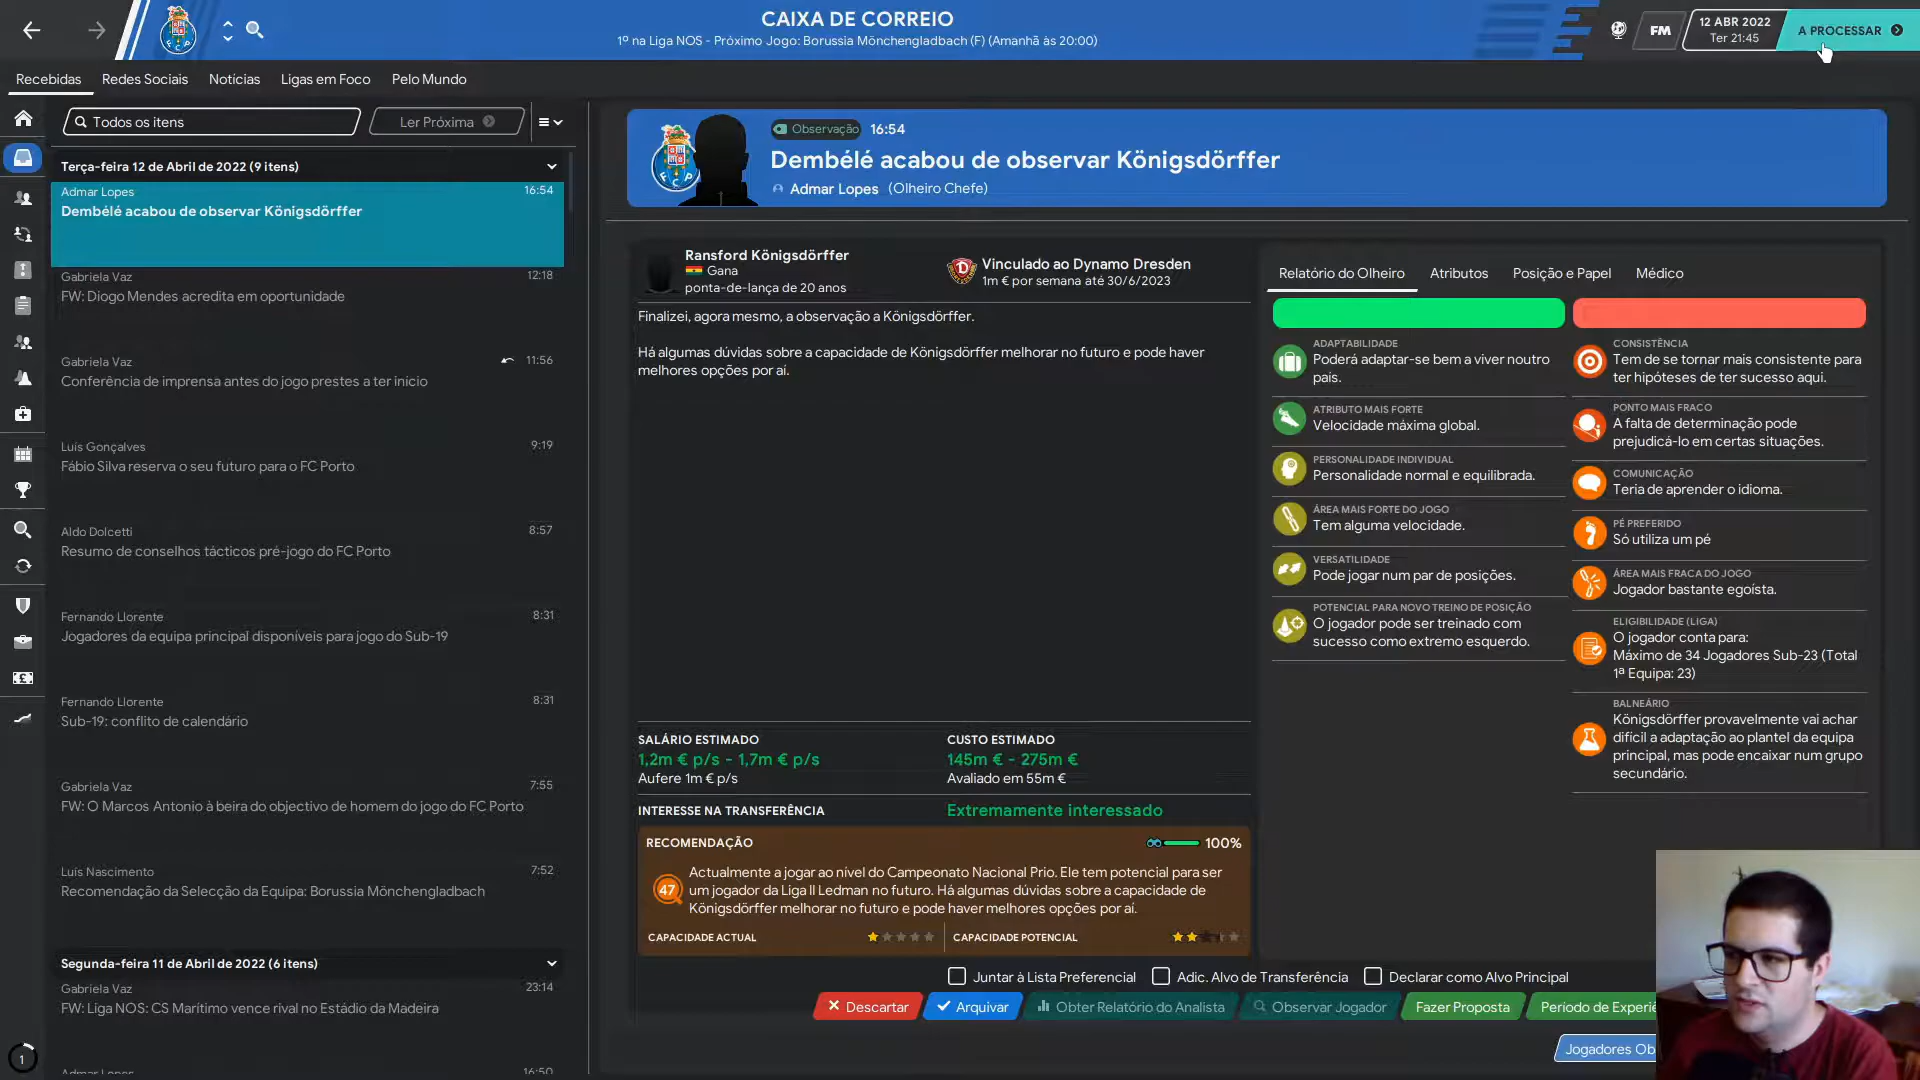 CAIXA DE CORREIO
1º na Liga NOS - Próximo Jogo: Borussia Mönchengladbach (F) (Amanhã às 20:00)
FM
12 ABR 2022
Ter 21:45
A PROCESSAR
Recebidas
Redes Sociais
Notícias
Ligas em Foco
Pelo Mundo
Todos os itens
Ler Próxima
Terça-feira 12 de Abril de 2022 (9 itens)
Admar Lopes 16:54
Dembélé acabou de observar Königsdörffer
Gabriela Vaz 12:18
FW: Diogo Mendes acredita em oportunidade
Gabriela Vaz 11:56
Conferência de imprensa antes do jogo prestes a ter início
Luís Gonçalves 9:19
Fábio Silva reserva o seu futuro para o FC Porto
Aldo Dolcetti 8:57
Resumo de conselhos tácticos pré-jogo do FC Porto
Fernando Llorente 8:31
Jogadores da equipa principal disponíveis para jogo do Sub-19
Fernando Llorente 8:31
Sub-19: conflito de calendário
Gabriela Vaz 7:55
FW: O Marcos Antonio à beira do objectivo de homem do jogo do FC Porto
Luís Nascimento 7:52
Recomendação da Selecção da Equipa: Borussia Mönchengladbach
Segunda-feira 11 de Abril de 2022 (6 itens)
Gabriela Vaz 23:14
FW: Liga NOS: CS Marítimo vence rival no Estádio da Madeira
Admar Lopes 16:50
1
Observação 16:54
Dembélé acabou de observar Königsdörffer
Admar Lopes (Olheiro Chefe)
Ransford Königsdörffer
Gana
ponta-de-lança de 20 anos
Vinculado ao Dynamo Dresden
1m € por semana até 30/6/2023
Finalizei, agora mesmo, a observação a Königsdörffer.
Há algumas dúvidas sobre a capacidade de Königsdörffer melhorar no futuro e pode haver
melhores opções por aí.
SALÁRIO ESTIMADO
1,2m € p/s - 1,7m € p/s
Aufere 1m € p/s
CUSTO ESTIMADO
145m € - 275m €
Avaliado em 55m €
INTERESSE NA TRANSFERÊNCIA
Extremamente interessado
RECOMENDAÇÃO
100%
47
Actualmente a jogar ao nível do Campeonato Nacional Prio. Ele tem potencial para ser
um jogador da Liga II Ledman no futuro. Há algumas dúvidas sobre a capacidade de
Königsdörffer melhorar no futuro e pode haver melhores opções por aí.
CAPACIDADE ACTUAL
CAPACIDADE POTENCIAL
Relatório do Olheiro
Atributos
Posição e Papel
Médico
ADAPTABILIDADE
Poderá adaptar-se bem a viver noutro
país.
ATRIBUTO MAIS FORTE
Velocidade máxima global.
PERSONALIDADE INDIVIDUAL
Personalidade normal e equilibrada.
ÁREA MAIS FORTE DO JOGO
Tem alguma velocidade.
VERSATILIDADE
Pode jogar num par de posições.
POTENCIAL PARA NOVO TREINO DE POSIÇÃO
O jogador pode ser treinado com
sucesso como extremo esquerdo.
CONSISTÊNCIA
Tem de se tornar mais consistente para
ter hipóteses de ter sucesso aqui.
PONTO MAIS FRACO
A falta de determinação pode
prejudicá-lo em certas situações.
COMUNICAÇÃO
Teria de aprender o idioma.
PÉ PREFERIDO
Só utiliza um pé
ÁREA MAIS FRACA DO JOGO
Jogador bastante egoísta.
ELIGIBILIDADE (LIGA)
O jogador conta para:
Máximo de 34 Jogadores Sub-23 (Total
1ª Equipa: 23)
BALNEÁRIO
Königsdörffer provavelmente vai achar
difícil a adaptação ao plantel da equipa
principal, mas pode encaixar num grupo
secundário.
Juntar à Lista Preferencial
Adic. Alvo de Transferência
Declarar como Alvo Principal
Descartar
Arquivar
Obter Relatório do Analista
Observar Jogador
Fazer Proposta
Período de Experiê
Jogadores Ob